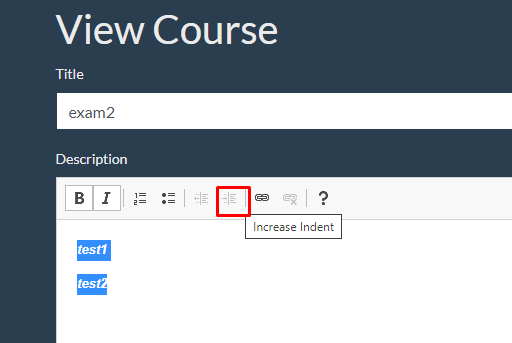 View Course
Title
exam2
Description
B I ?
Increase Indent
test1
test2